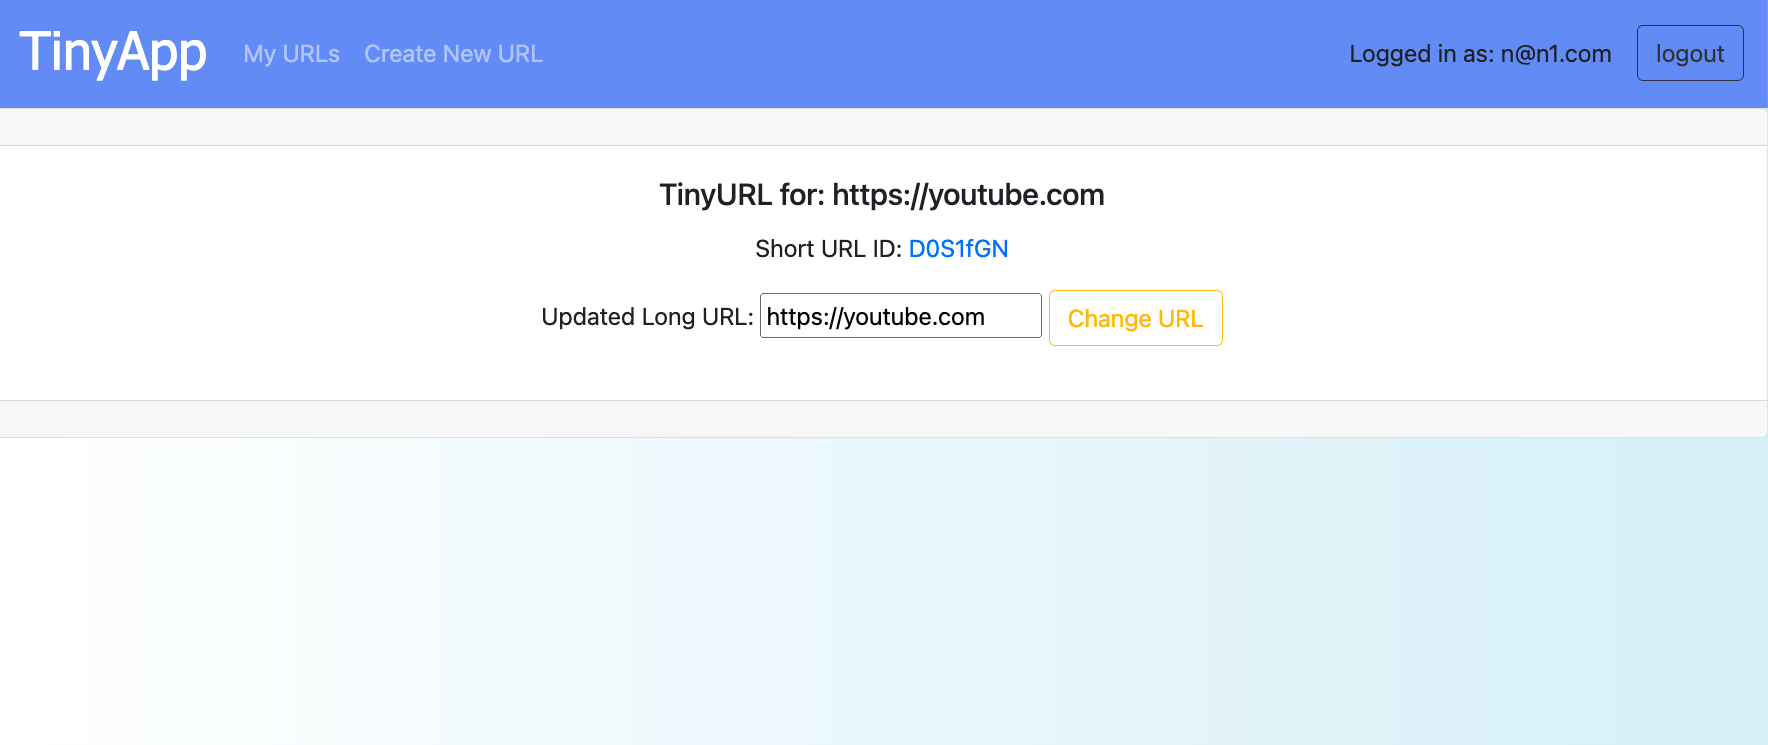 TinyApp My URLs Create New URL Logged in as: n@n1.com logout
TinyURL for: https://youtube.com
Short URL ID: D0S1fGN
Updated Long URL: https://youtube.com Change URL